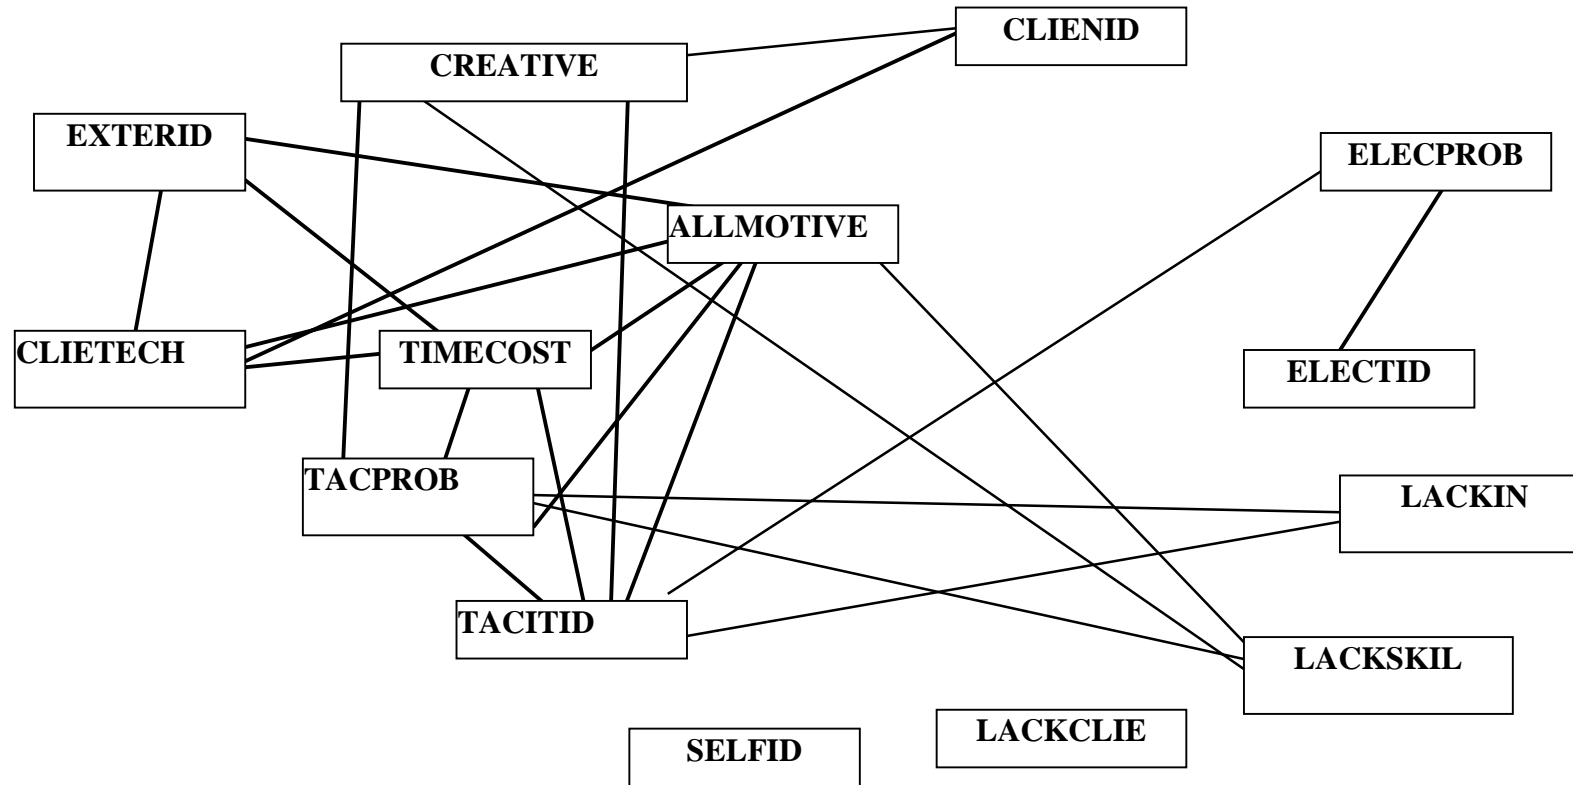 CLIENID
CREATIVE
EXTERID
ELECPROB
ALLMOTIVE
CLIETECH
TIMECOST
ELECTID
TACPROB
LACKIN
TACITID
LACKSKIL
LACKCLIE
SELFID